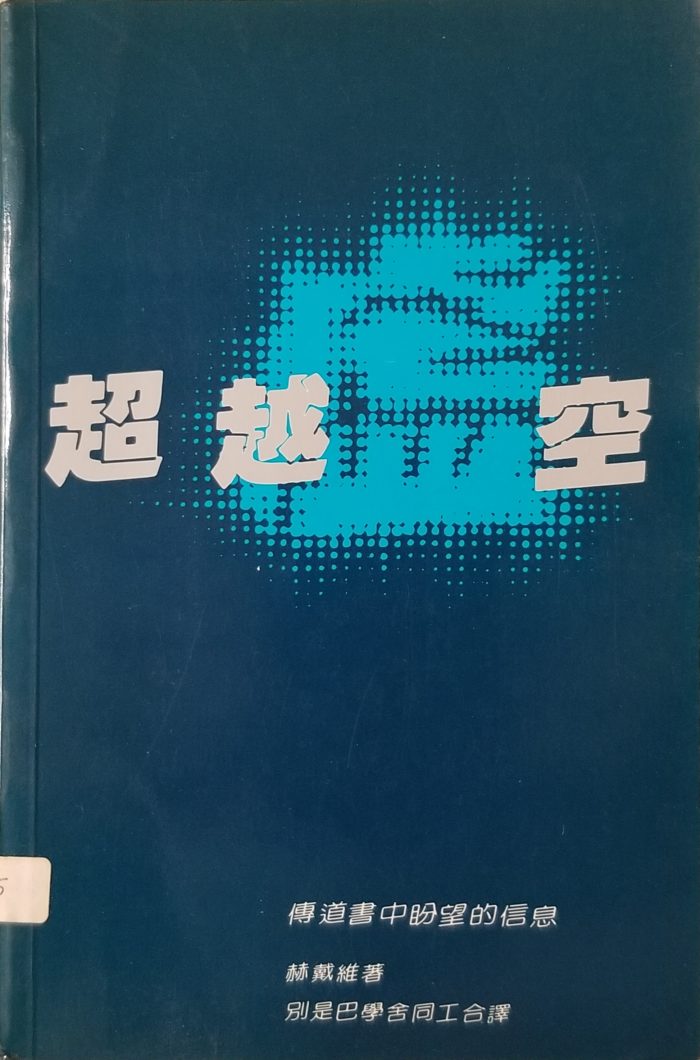 超越虛空
傳道書中盼望的信息
赫戴維著
別是巴學舍同工合譯
5